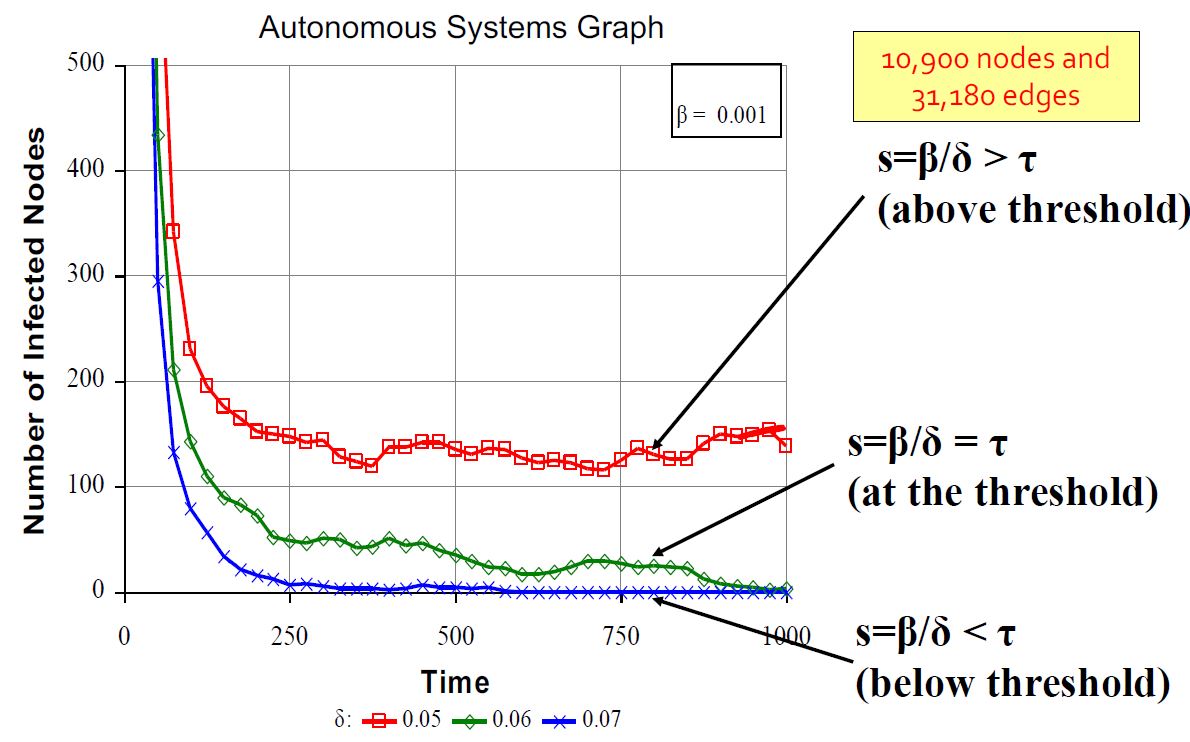 Autonomous Systems Graph
10,900 nodes and
31,180 edges
β = 0.001
s=β/δ > τ
(above threshold)
s=β/δ = τ
(at the threshold)
s=β/δ < τ
(below threshold)
Number of Infected Nodes
500
400
300
200
100
0
0 250 500 750 1000
Time
δ: 0.05 0.06 0.07